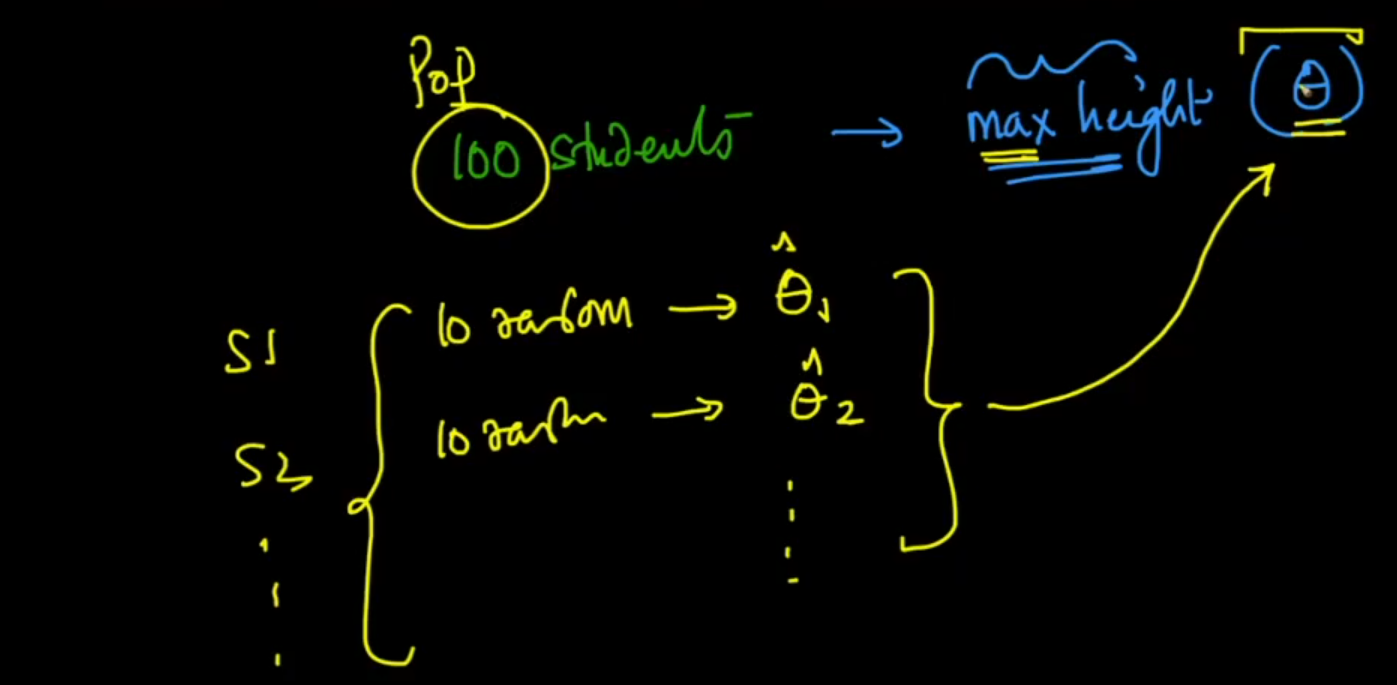 Pop
100 students → max height (θ)
S1 10 random → θ̂1
S2 10 random → θ̂2